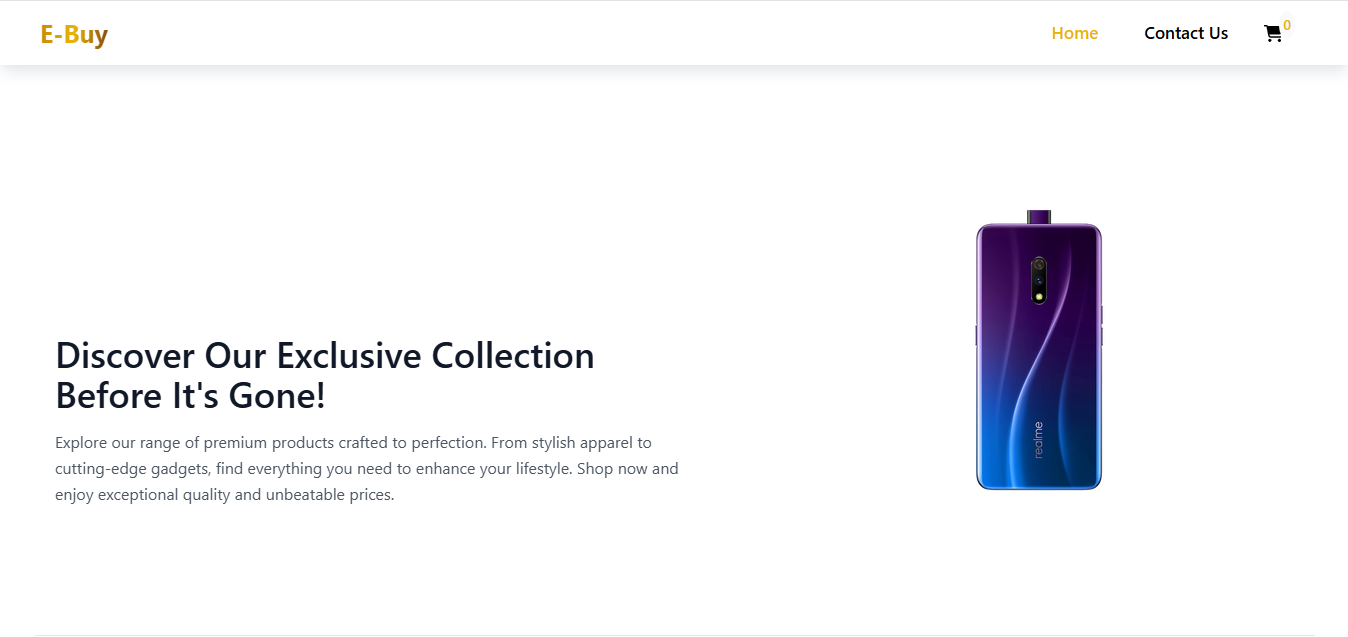 E-Buy
Home
Contact Us
0
Discover Our Exclusive Collection
Before It's Gone!
Explore our range of premium products crafted to perfection. From stylish apparel to
cutting-edge gadgets, find everything you need to enhance your lifestyle. Shop now and
enjoy exceptional quality and unbeatable prices.
realme